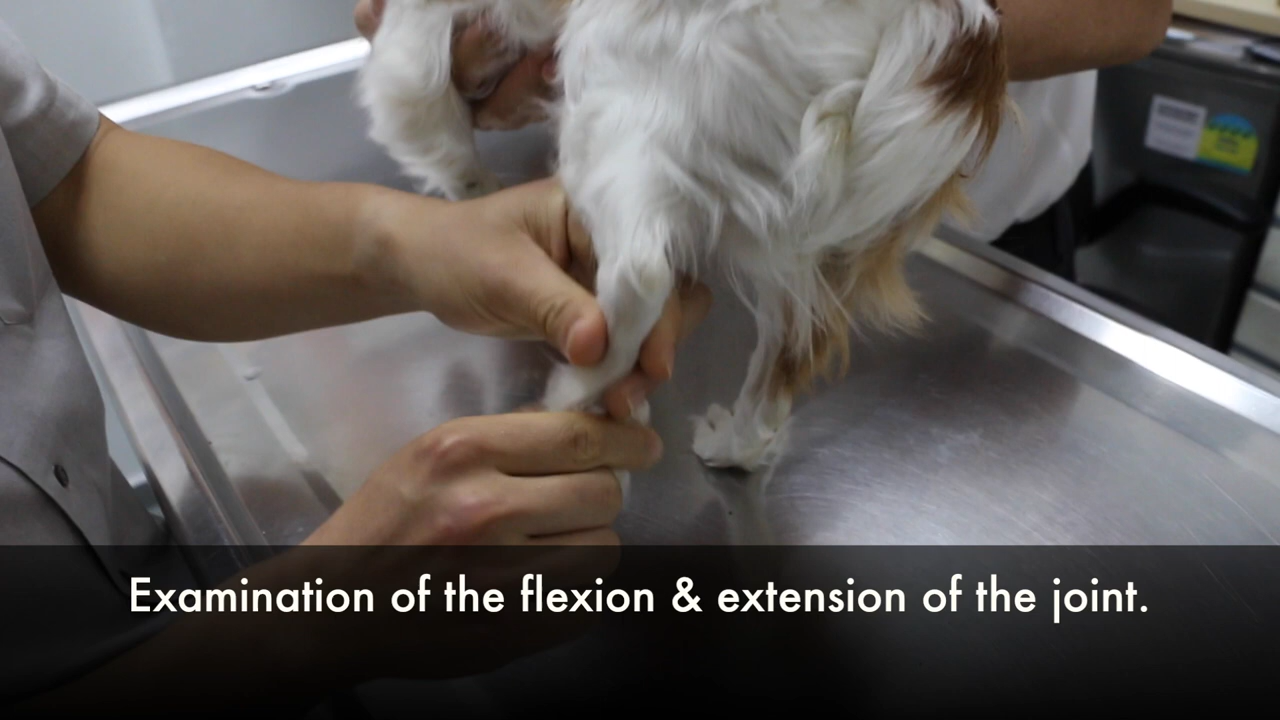 Examination of the flexion & extension of the joint.